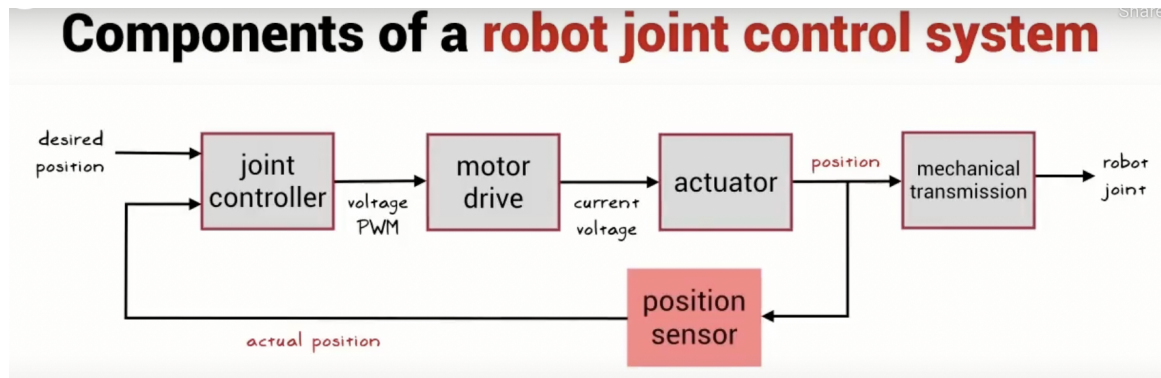 Share
Components of a robot joint control system
desired
position
joint
controller
voltage
PWM
motor
drive
current
voltage
actuator
position
mechanical
transmission
robot
joint
position
sensor
actual position